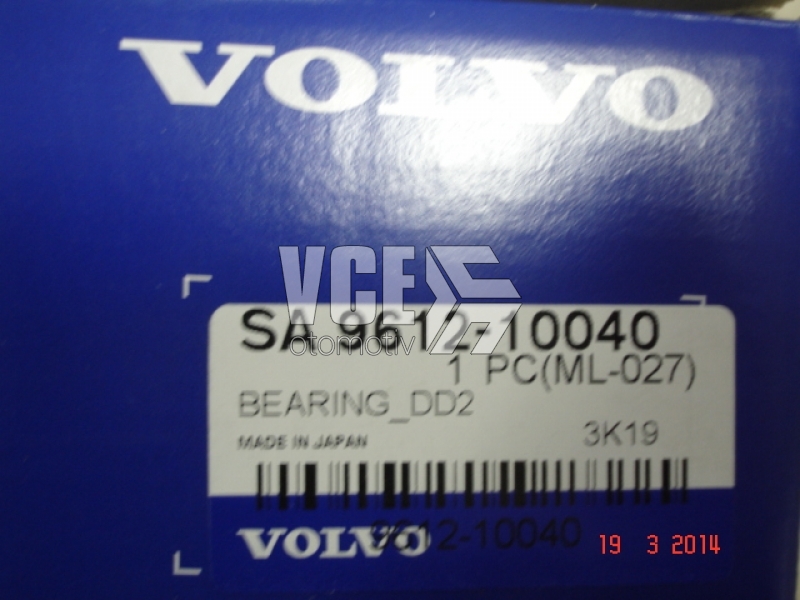 VOLVO
VCE
otomotiv
SA 9612-10040
1 PC(ML-027)
BEARING_DD2
MADE IN JAPAN 3K19
9612-10040
VOLVO
19 3 2014